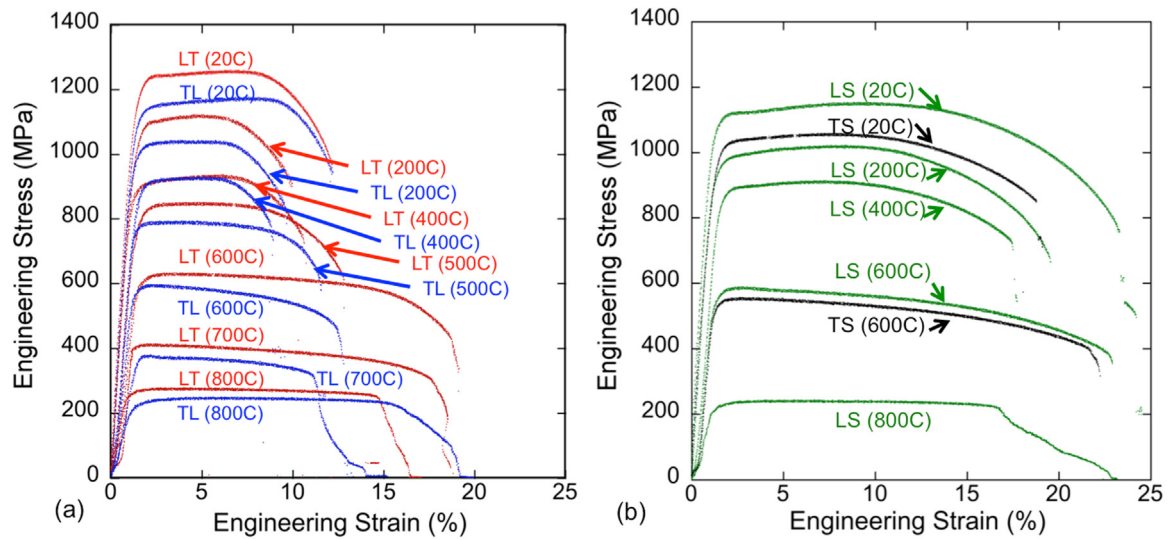 1400
1200
1000
800
600
400
200
0
Engineering Stress (MPa)
LT (20C)
TL (20C)
LT (200C)
TL (200C)
LT (400C)
TL (400C)
LT (500C)
TL (500C)
LT (600C)
TL (600C)
LT (700C)
TL (700C)
LT (800C)
TL (800C)
0 5 10 15 20 25
(a)
Engineering Strain (%)
1400
1200
1000
800
600
400
200
0
Engineering Stress (MPa)
LS (20C)
TS (20C)
LS (200C)
LS (400C)
LS (600C)
TS (600C)
LS (800C)
0 5 10 15 20 25
(b)
Engineering Strain (%)